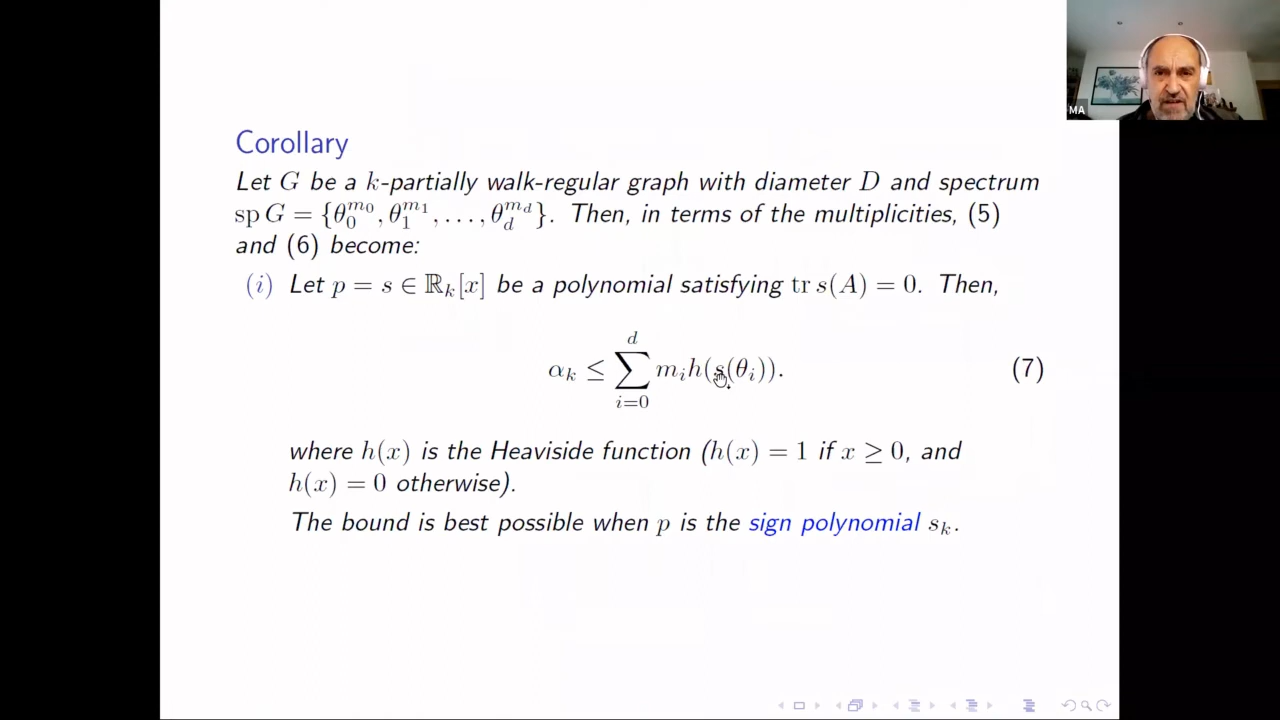 MA
Corollary
Let G be a k-partially walk-regular graph with diameter D and spectrum
sp G = {θ_0^{m_0}, θ_1^{m_1}, . . . , θ_d^{m_d}}. Then, in terms of the multiplicities, (5)
and (6) become:
(i) Let p = s ∈ ℝ_k[x] be a polynomial satisfying tr s(A) = 0. Then,
α_k ≤ ∑_{i=0}^{d} m_i h(s(θ_i)). (7)
where h(x) is the Heaviside function (h(x) = 1 if x ≥ 0, and
h(x) = 0 otherwise).
The bound is best possible when p is the sign polynomial s_k.